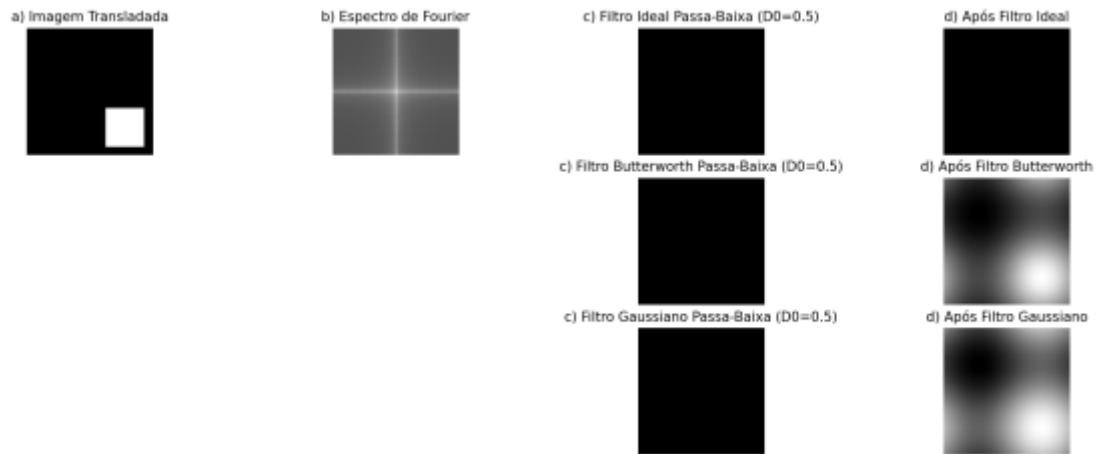 a) Imagem Transladada
b) Espectro de Fourier
c) Filtro Ideal Passa-Baixa (D0=0.5)
d) Após Filtro Ideal
c) Filtro Butterworth Passa-Baixa (D0=0.5)
d) Após Filtro Butterworth
c) Filtro Gaussiano Passa-Baixa (D0=0.5)
d) Após Filtro Gaussiano